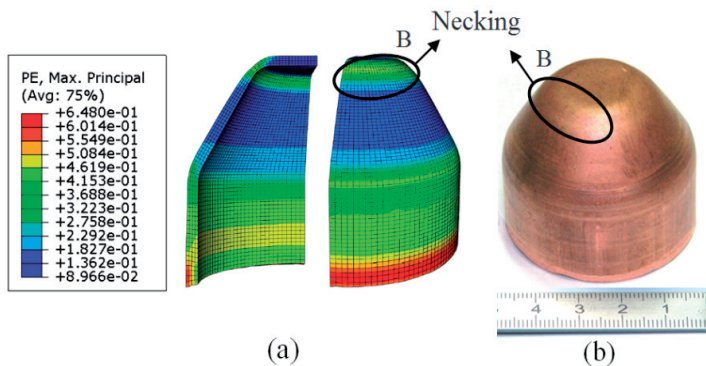 Necking
B
B
PE, Max. Principal
(Avg: 75%)
+6.480e-01
+6.014e-01
+5.549e-01
+5.084e-01
+4.619e-01
+4.153e-01
+3.688e-01
+3.223e-01
+2.758e-01
+2.292e-01
+1.827e-01
+1.362e-01
+8.966e-02
4 3 2 1
(a)
(b)